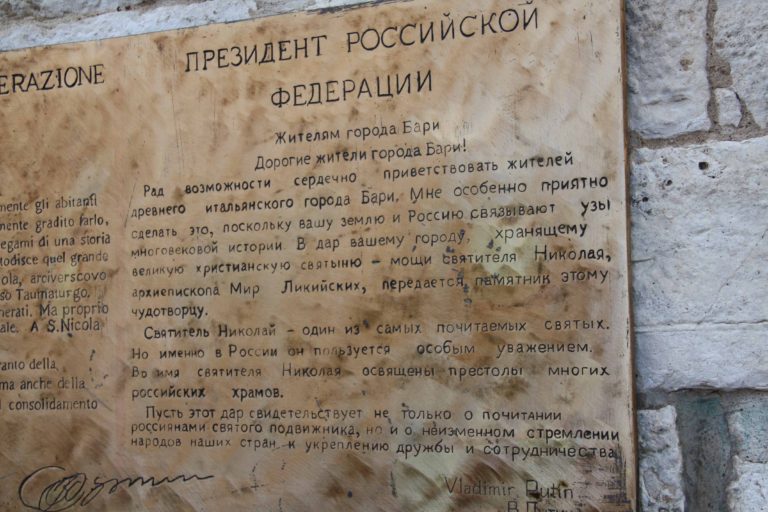 ERAZIONE
mente gli abitanti
mente gradito farlo,
legami di una storia
todisce quel grande
ola, arciverscovo
so Taumaturgo.
nerati. Ma proprio
ale. A S.Nicola
anto della
ma anche della
l consolidamento
ПРЕЗИДЕНТ РОССИЙСКОЙ
ФЕДЕРАЦИИ
Жителям города Бари
Дорогие жители города Бари!
Рад возможности сердечно приветствовать жителей
древнего итальянского города Бари. Мне особенно приятно
сделать это, поскольку вашу землю и Россию связывают узы
многовековой истории. В дар вашему городу, хранящему
великую христианскую святыню - мощи святителя Николая,
архиепископа Мир Ликийских, передается памятник этому
чудотворцу.
Святитель Николай - один из самых почитаемых святых.
Но именно в России он пользуется особым уважением.
Во имя святителя Николая освящены престолы многих
российских храмов.
Пусть этот дар свидетельствует не только о почитании
россиянами святого подвижника, но и о неизменном стремлении
народов наших стран к укреплению дружбы и сотрудничества
Vladimir Putin
В.Путин